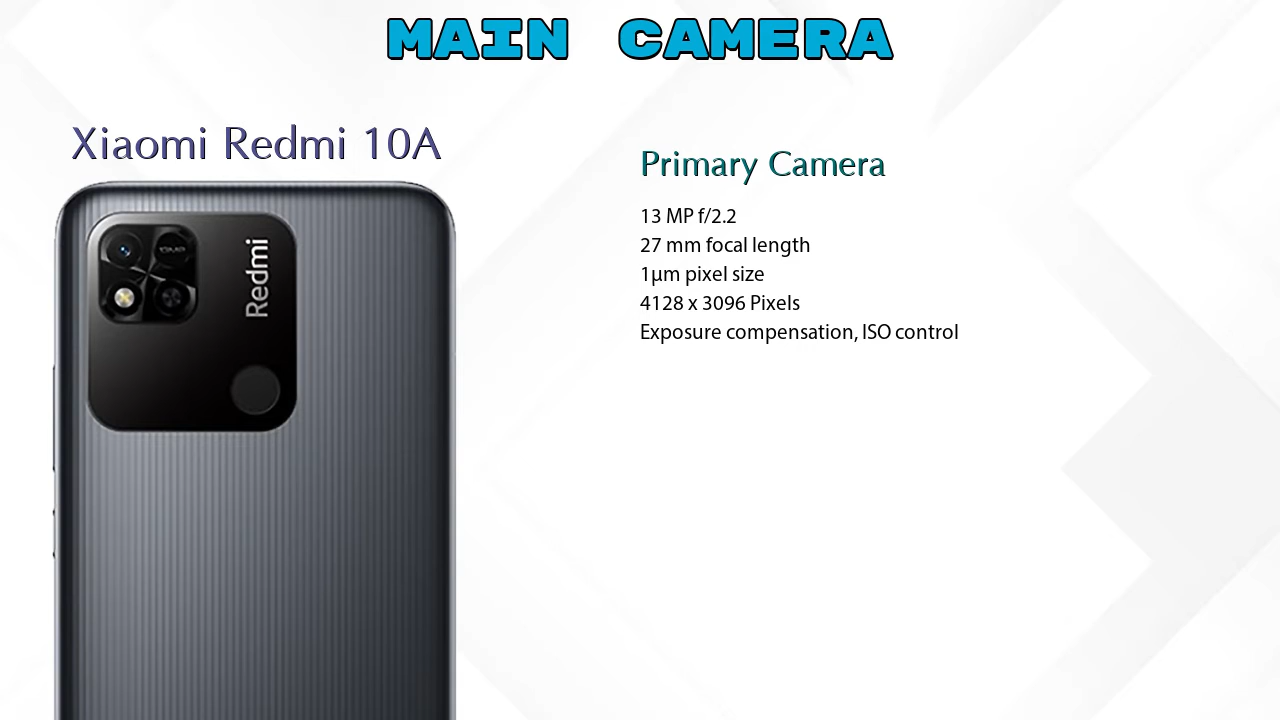 MAIN CAMERA
Xiaomi Redmi 10A
Primary Camera
13 MP f/2.2
27 mm focal length
1µm pixel size
4128 x 3096 Pixels
Exposure compensation, ISO control
Redmi